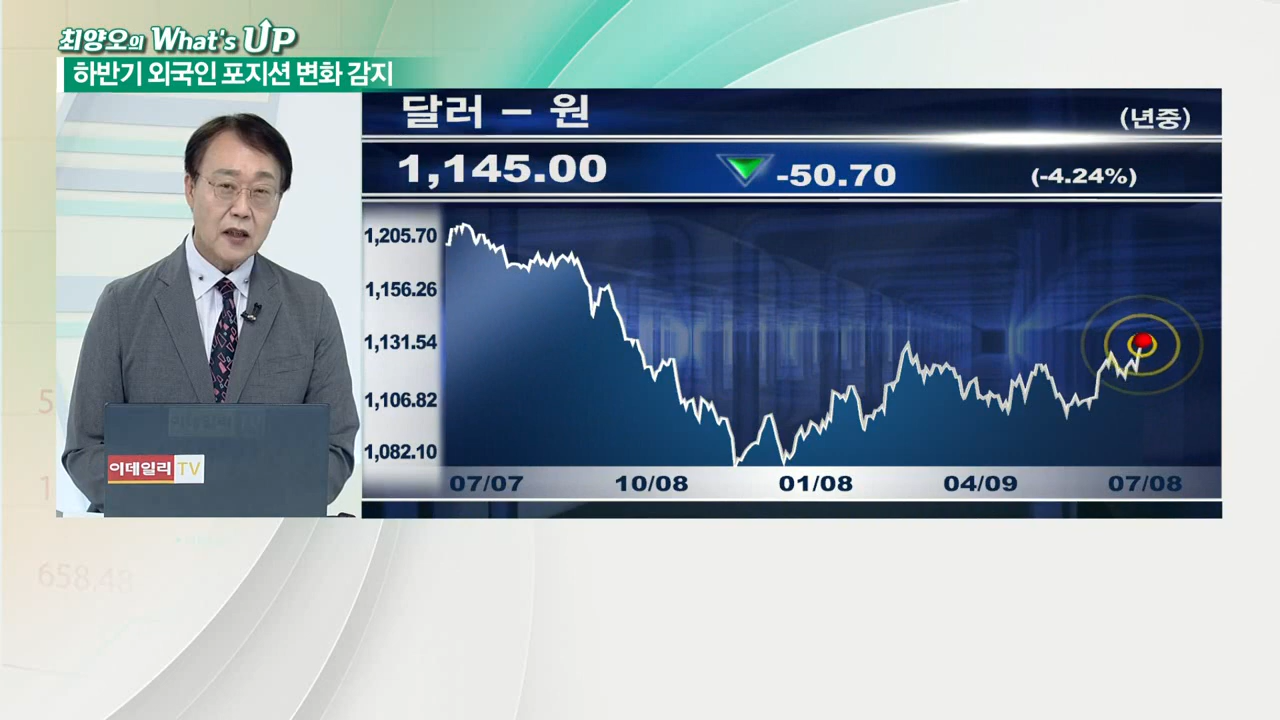 최양오의 What's UP
하반기 외국인 포지션 변화 감지
달러 – 원
(년중)
1,145.00
-50.70
(-4.24%)
1,205.70
1,156.26
1,131.54
1,106.82
1,082.10
07/07
10/08
01/08
04/09
07/08
이데일리 TV
658.48